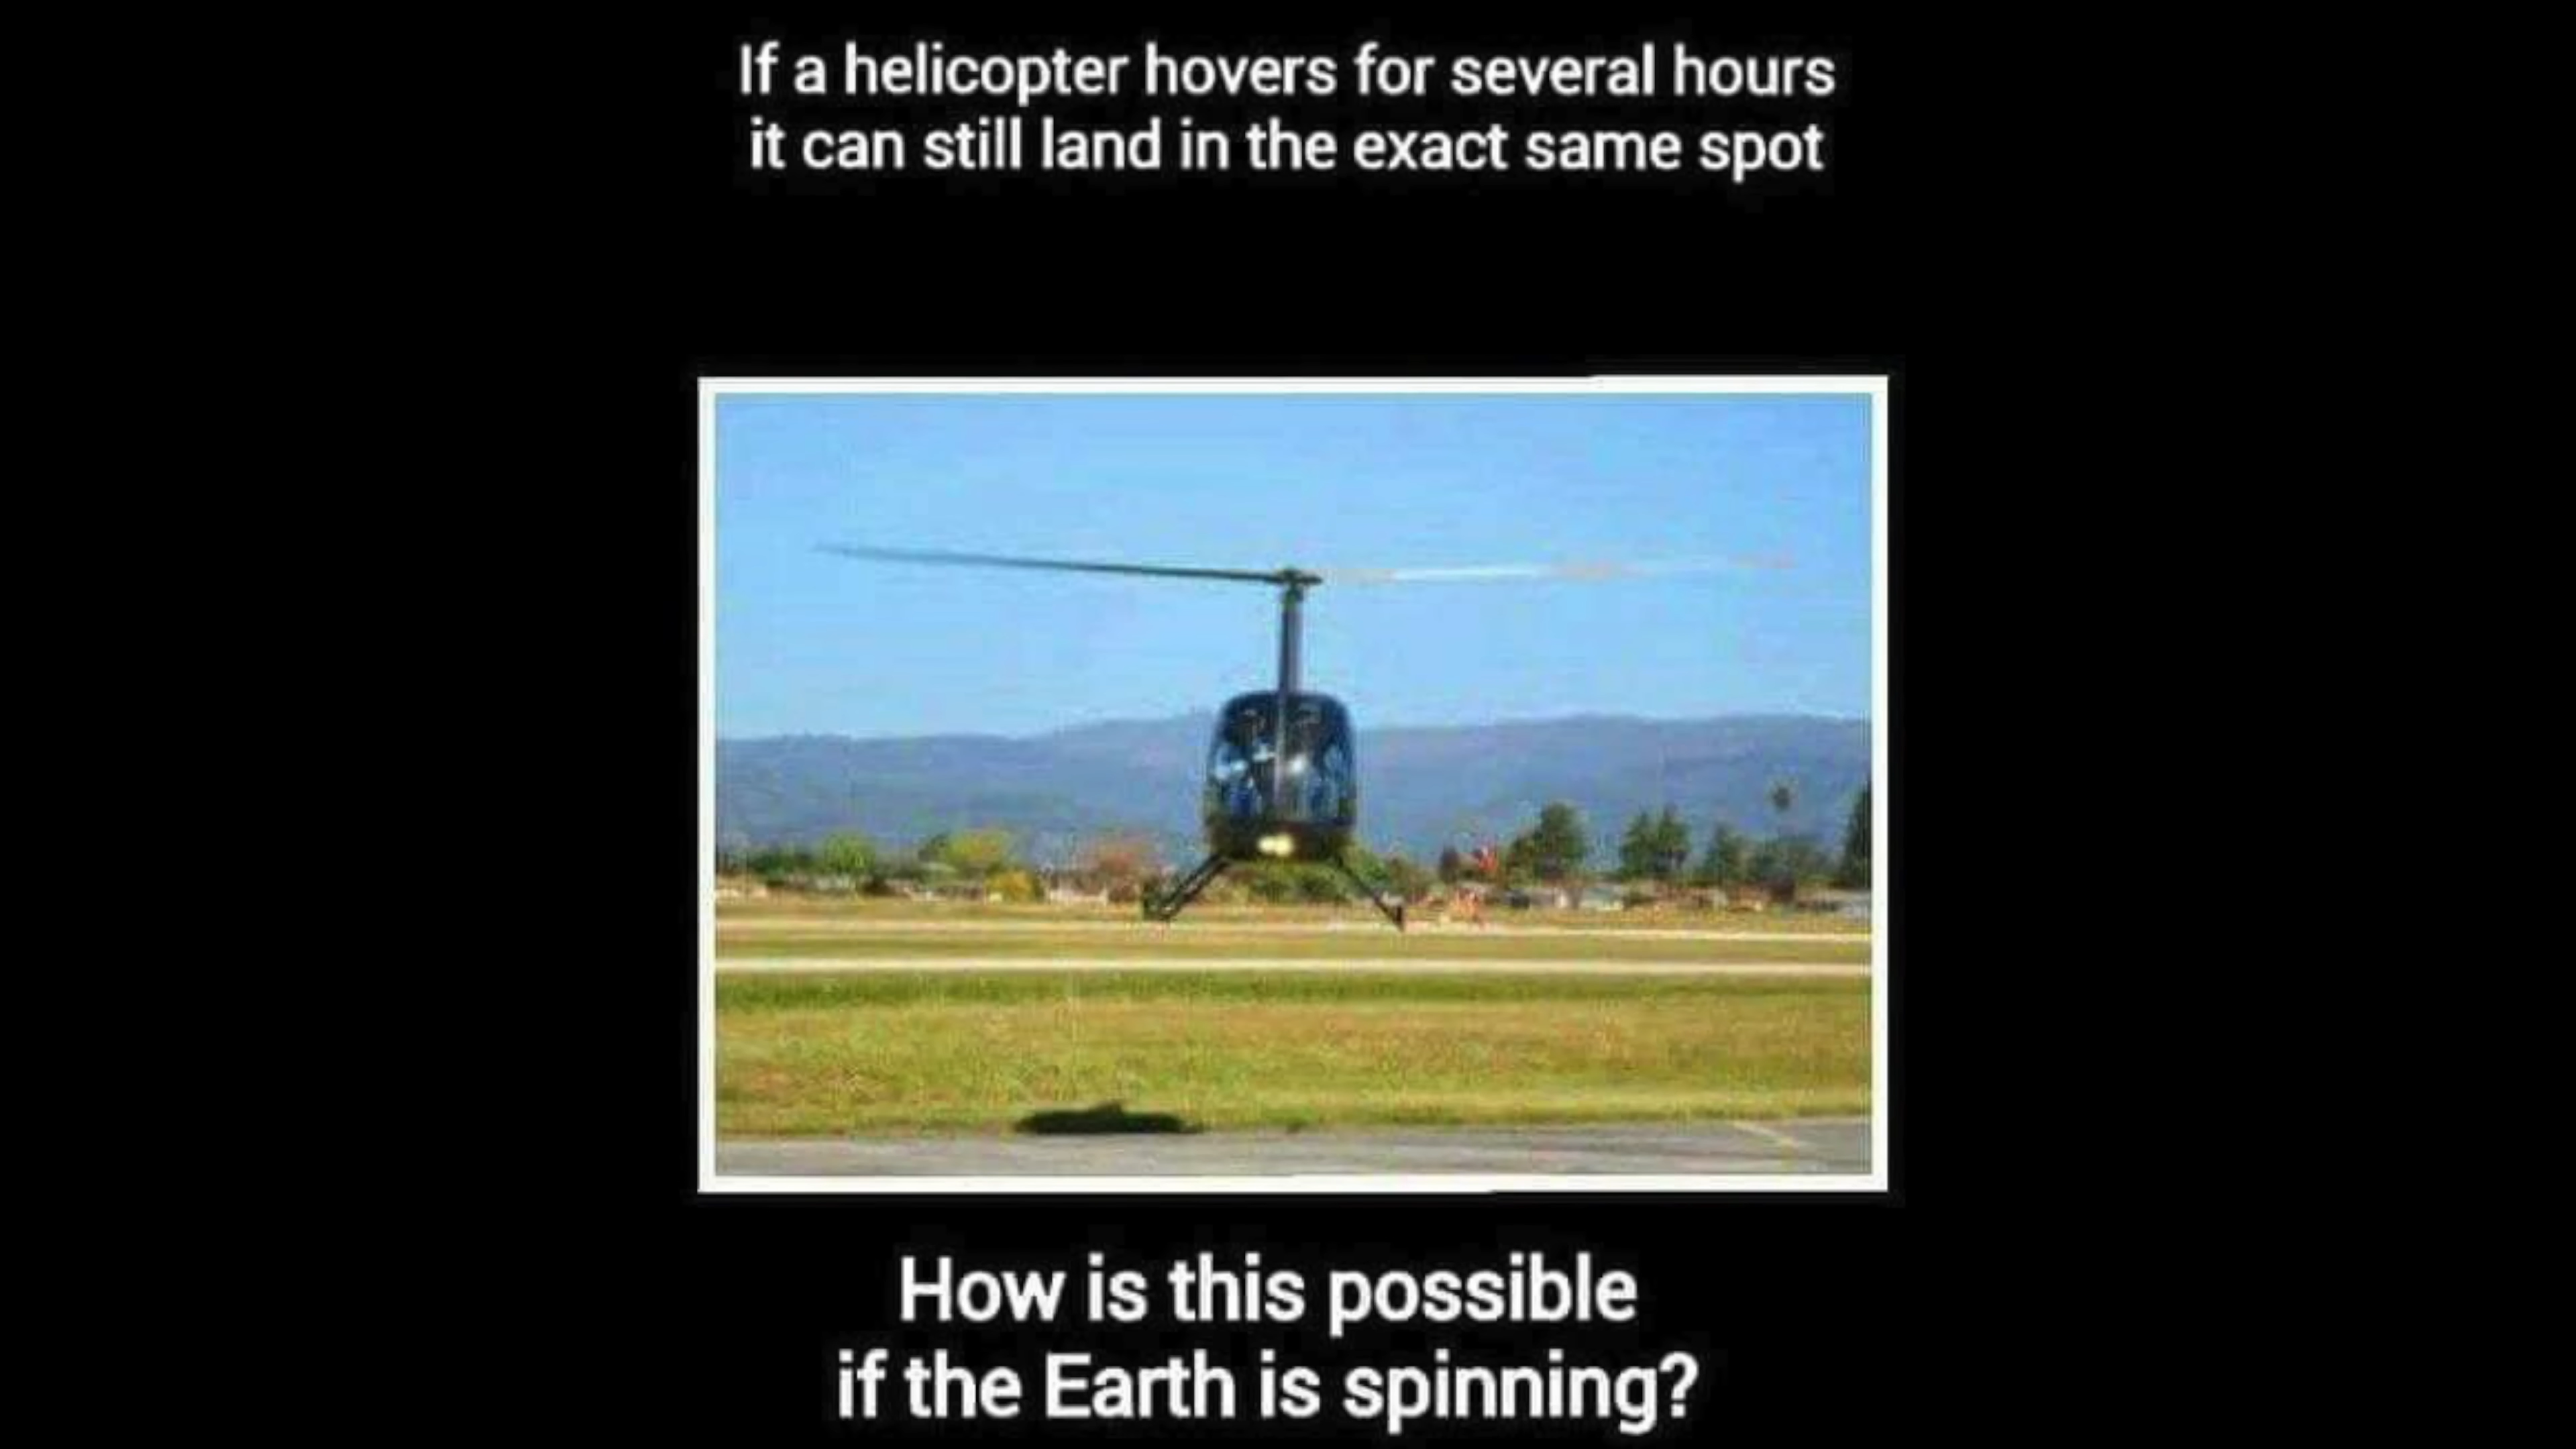 If a helicopter hovers for several hours
it can still land in the exact same spot
How is this possible
if the Earth is spinning?